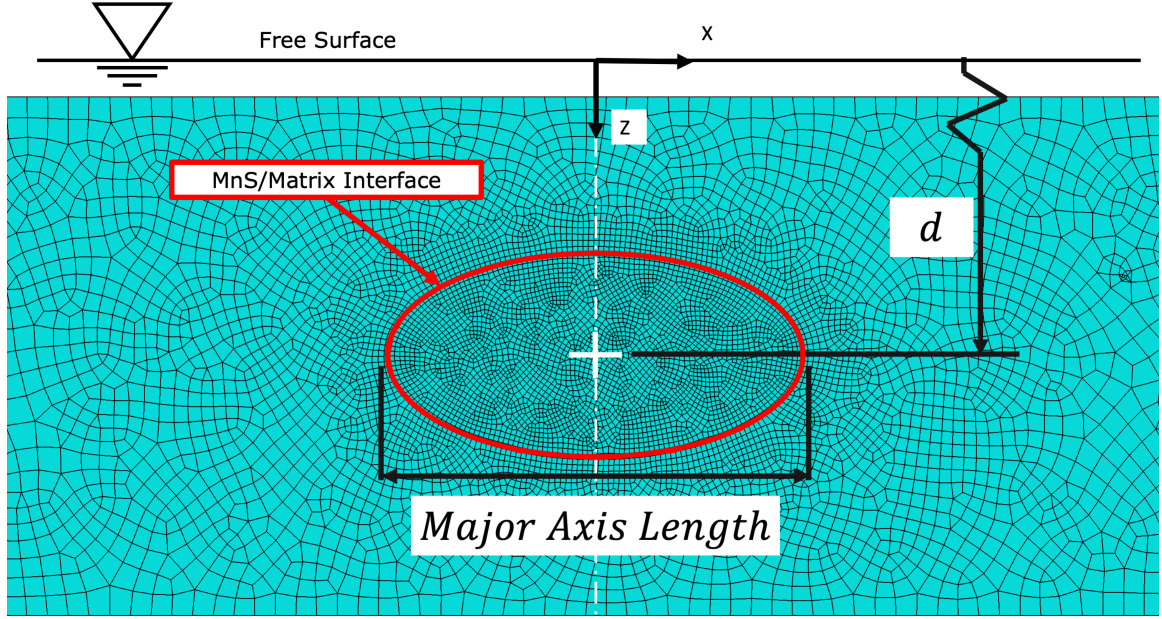 Free Surface
x
z
MnS/Matrix Interface
d
Major Axis Length